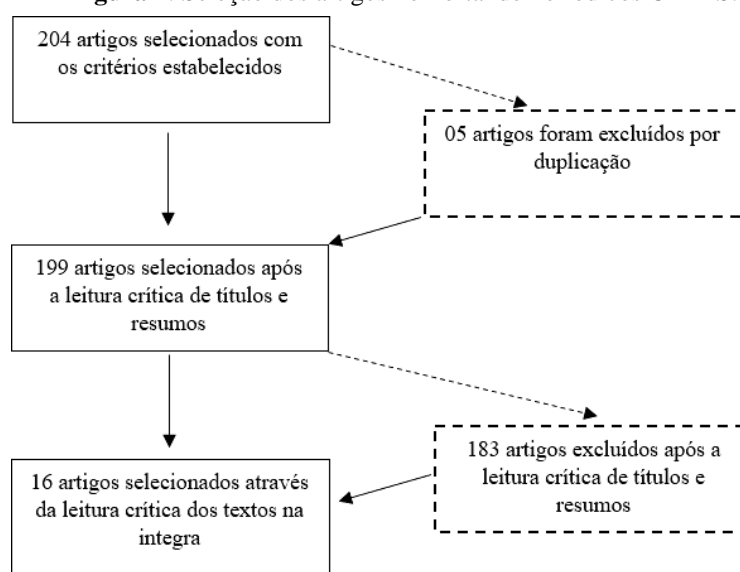 204 artigos selecionados com
os critérios estabelecidos
05 artigos foram excluídos por
duplicação
199 artigos selecionados após
a leitura crítica de títulos e
resumos
183 artigos excluídos após a
leitura crítica de títulos e
resumos
16 artigos selecionados através
da leitura crítica dos textos na
integra